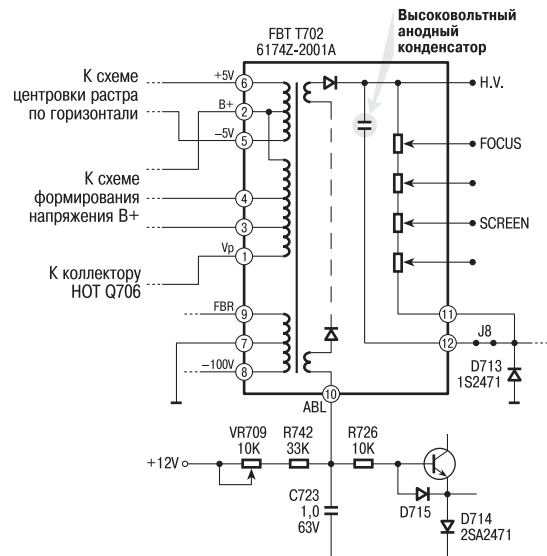 Высоковольтный
анодный
конденсатор
FBT T702
6174Z-2001A
К схеме
центровки растра
по горизонтали
+5V
6
B+
2
−5V
5
H.V.
FOCUS
SCREEN
К схеме
формирования
напряжения В+
4
3
Vp
1
К коллектору
HOT Q706
FBR
9
7
−100V
8
11
12
J8
D713
1S2471
10
ABL
+12V
VR709
10K
R742
33K
R726
10K
C723
1,0
63V
D715
D714
2SA2471